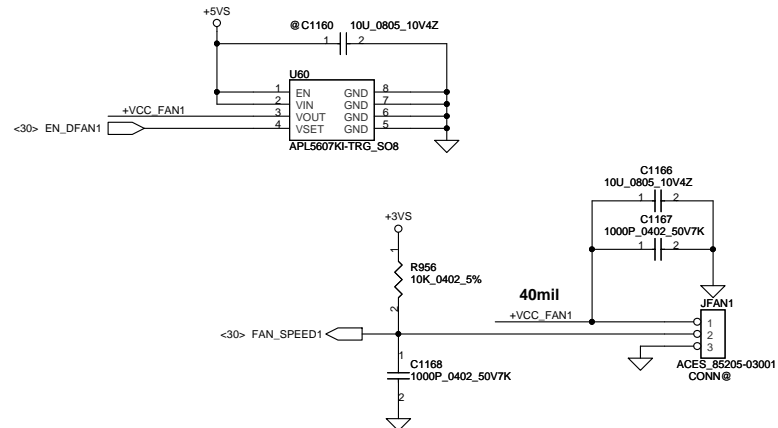 +5VS
@C1160 10U_0805_10V4Z
1 2
U60
1 EN GND 8
2 VIN GND 7
3 VOUT GND 6
4 VSET GND 5
+VCC_FAN1
<30> EN_DFAN1
APL5607KI-TRG_SO8
C1166
10U_0805_10V4Z
1 2
C1167
1000P_0402_50V7K
1 2
+3VS
1
R956
10K_0402_5%
2
40mil
+VCC_FAN1
JFAN1
1
2
3
<30> FAN_SPEED1
1
C1168
1000P_0402_50V7K
2
ACES_85205-03001
CONN@